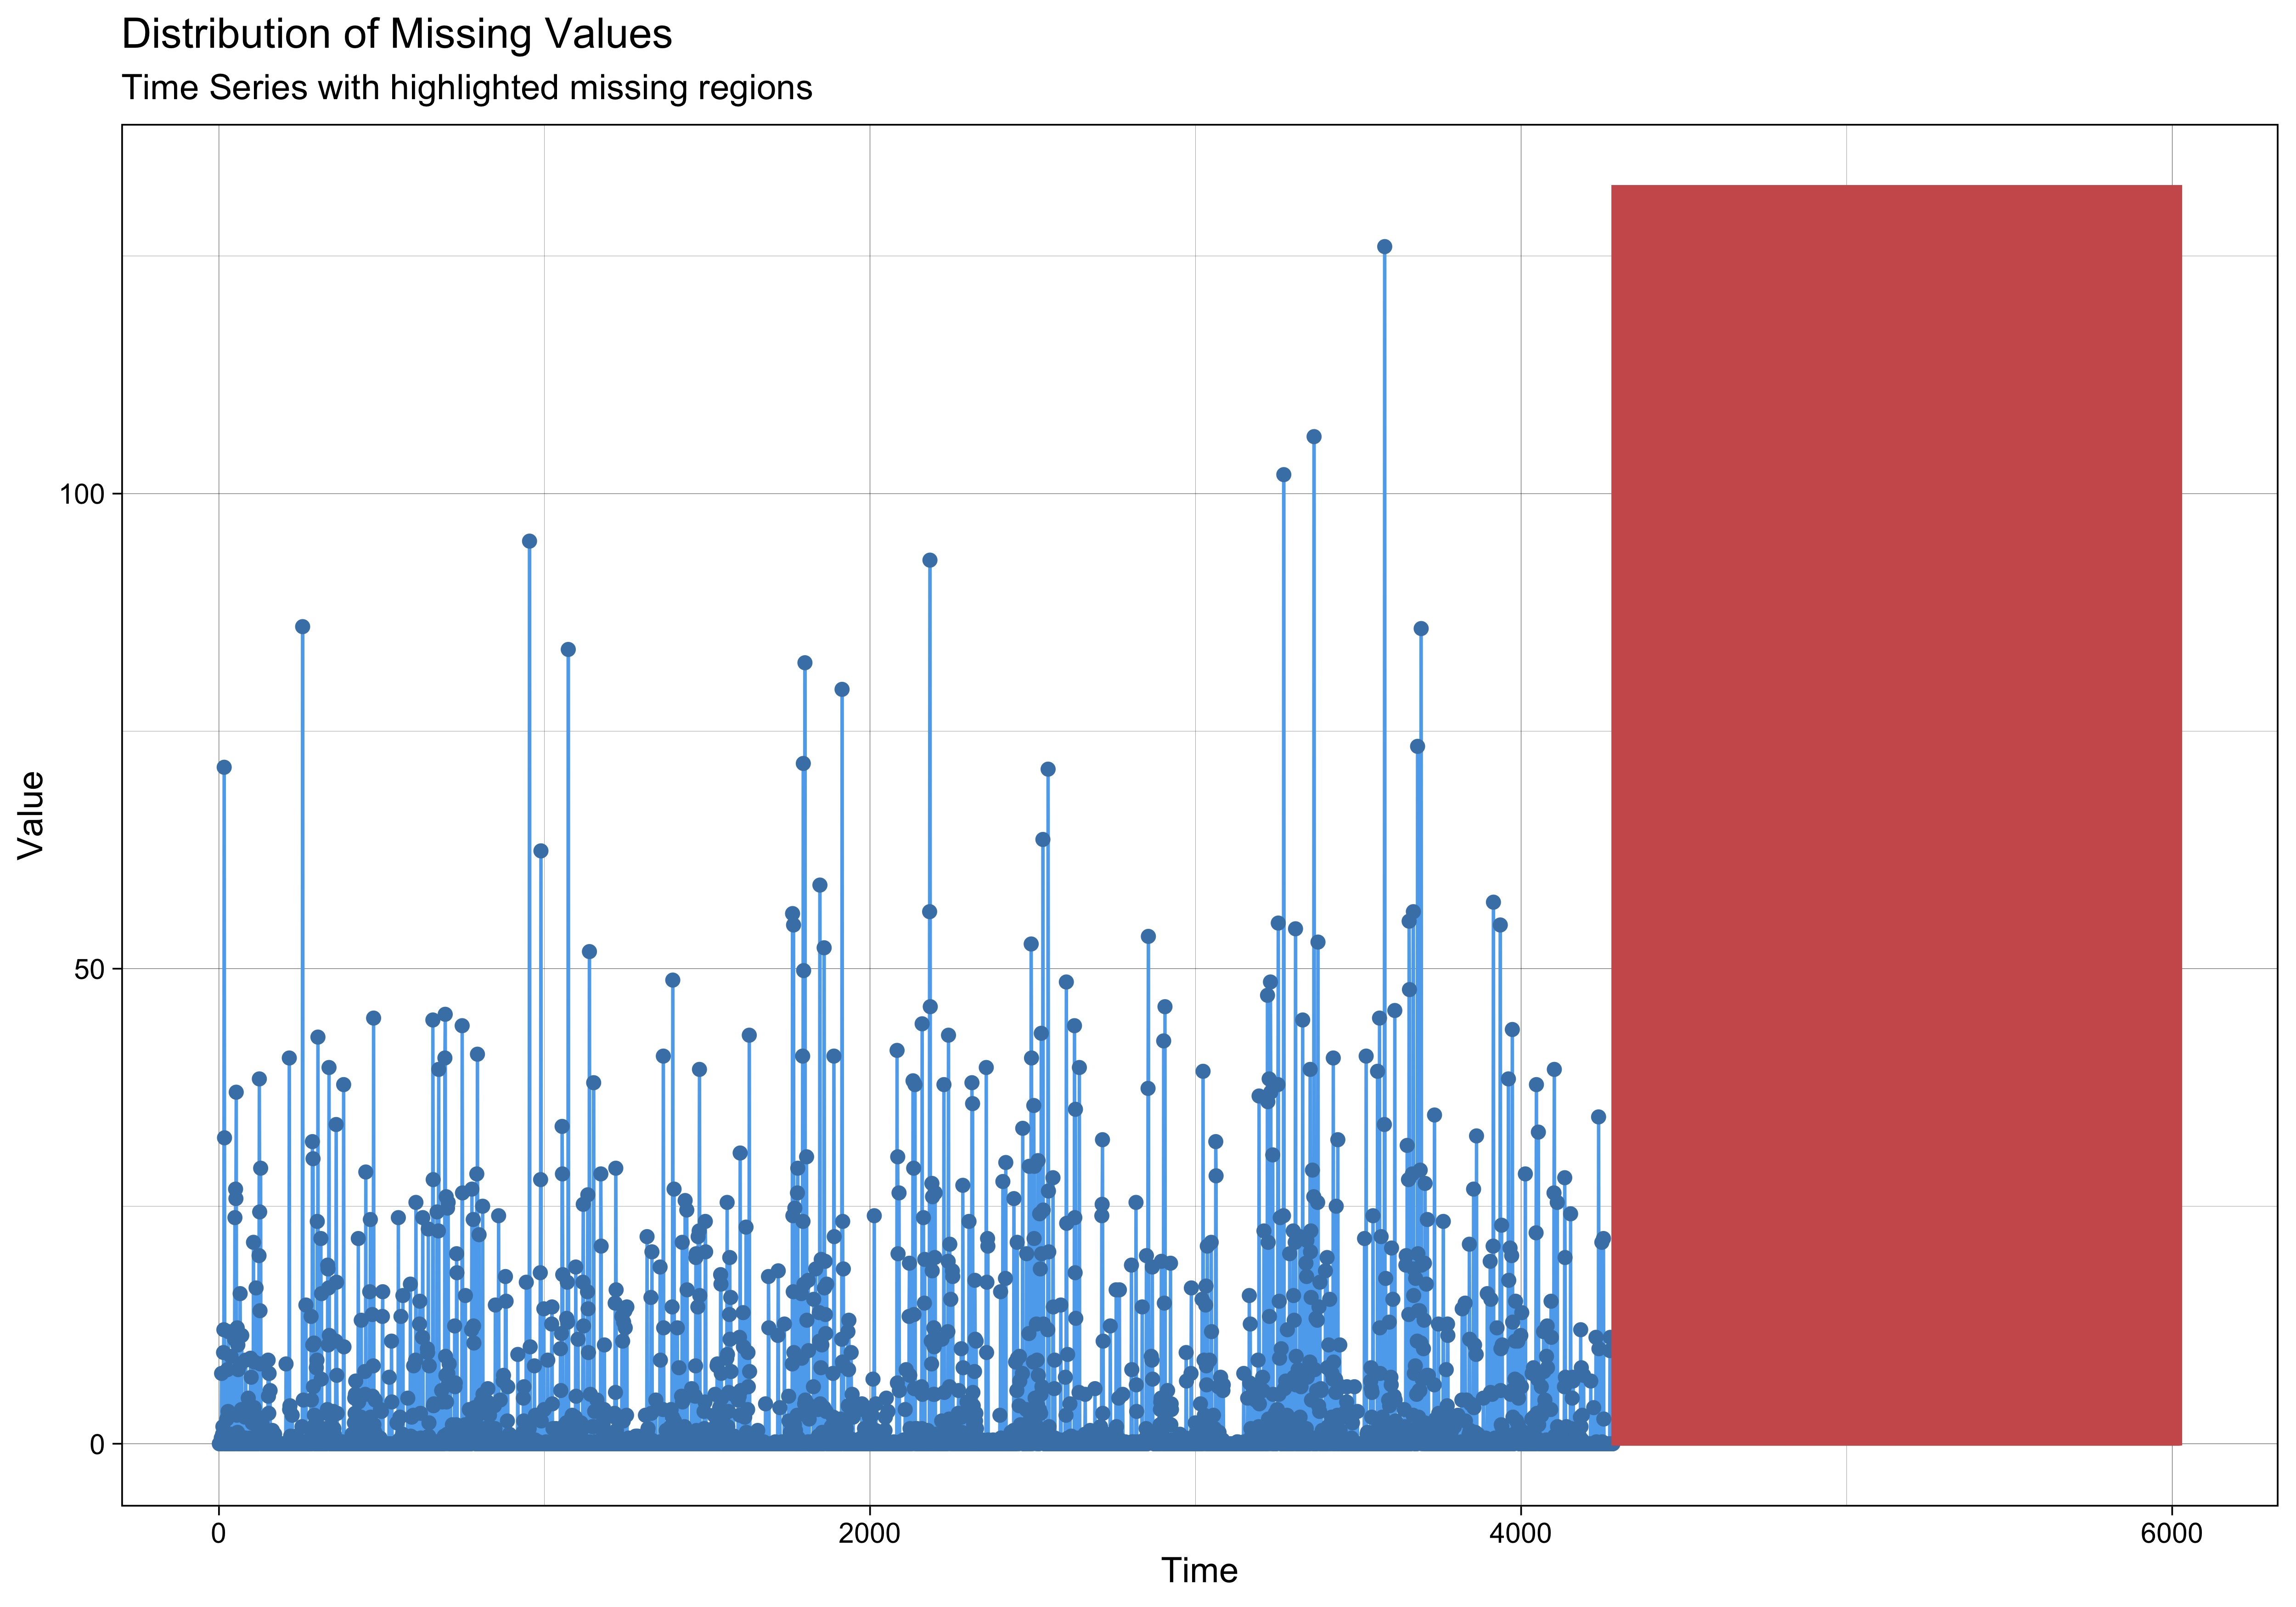 Distribution of Missing Values
Time Series with highlighted missing regions
100
50
0
Value
0 2000 4000 6000
Time